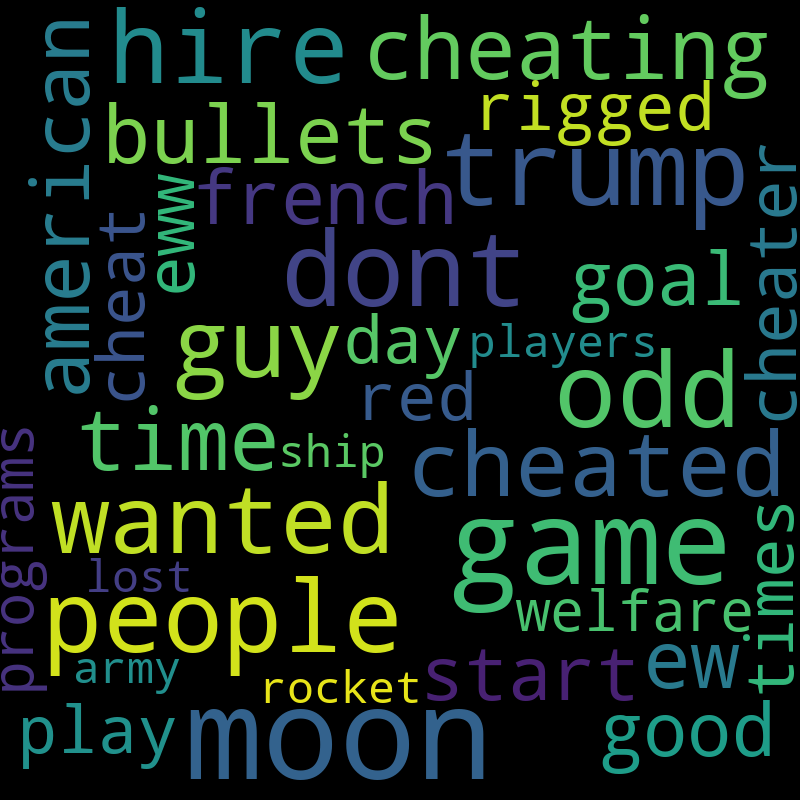 american
hire
cheating
rigged
bullets
trump
french
eww
cheat
cheater
dont
goal
guy
day
players
red
odd
time
ship
cheated
programs
wanted
game
times
lost
people
welfare
army
rocket
start
ew
play
moon
good